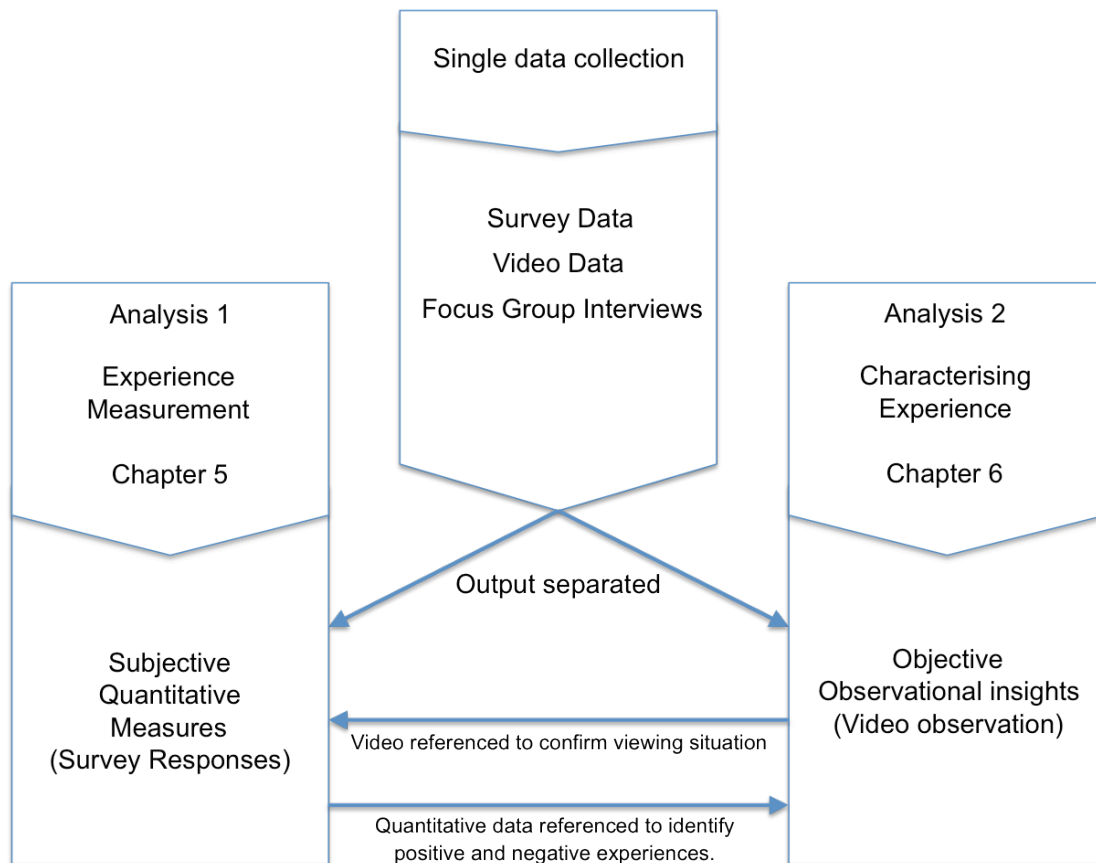 Single data collection
Survey Data
Video Data
Focus Group Interviews
Analysis 1
Experience
Measurement
Chapter 5
Analysis 2
Characterising
Experience
Chapter 6
Output separated
Subjective
Quantitative
Measures
(Survey Responses)
Objective
Observational insights
(Video observation)
Video referenced to confirm viewing situation
Quantitative data referenced to identify
positive and negative experiences.